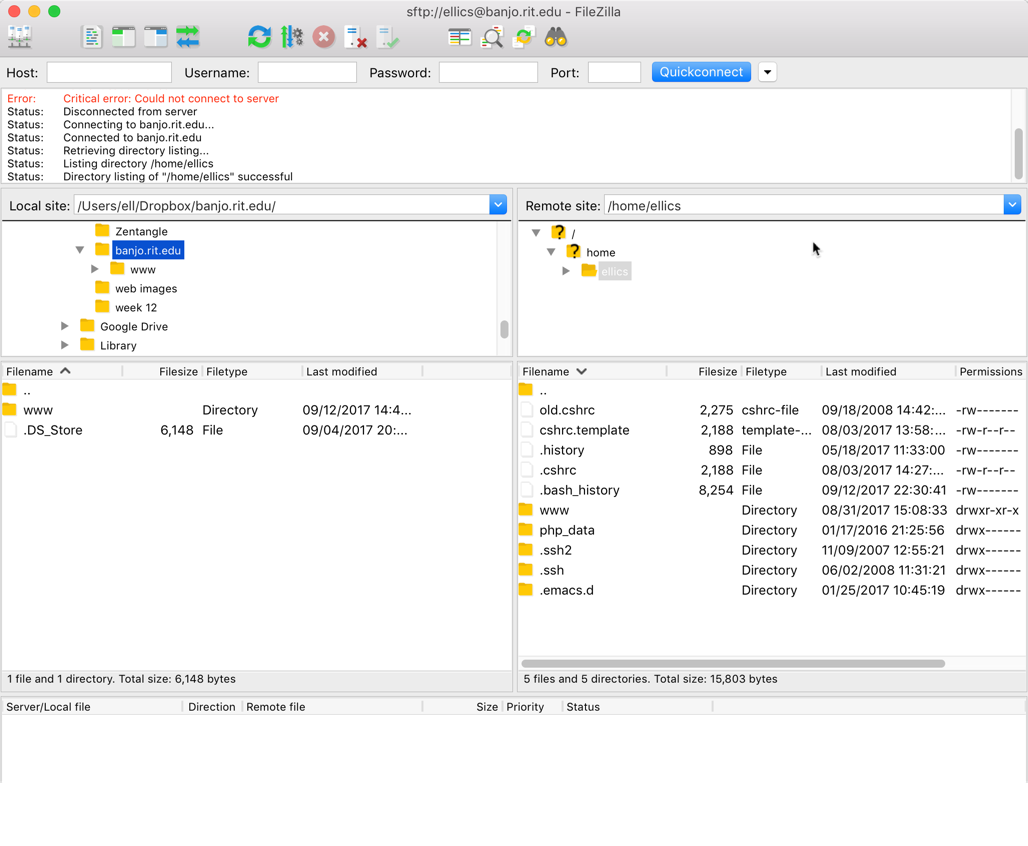 sftp://ellics@banjo.rit.edu - FileZilla
Host: Username: Password: Port: Quickconnect
Error: Critical error: Could not connect to server
Status: Disconnected from server
Status: Connecting to banjo.rit.edu...
Status: Connected to banjo.rit.edu
Status: Retrieving directory listing...
Status: Listing directory /home/ellics
Status: Directory listing of "/home/ellics" successful
Local site: /Users/ell/Dropbox/banjo.rit.edu/
Zentangle
banjo.rit.edu
www
web images
week 12
Google Drive
Library
Filename Filesize Filetype Last modified
..
www Directory 09/12/2017 14:4...
.DS_Store 6,148 File 09/04/2017 20:...
1 file and 1 directory. Total size: 6,148 bytes
Remote site: /home/ellics
? /
? home
ellics
Filename Filesize Filetype Last modified Permissions
..
old.cshrc 2,275 cshrc-file 09/18/2008 14:42:... -rw-------
cshrc.template 2,188 template-... 08/03/2017 13:58:... -rw-r--r--
.history 898 File 05/18/2017 11:33:00 -rw-------
.cshrc 2,188 File 08/03/2017 14:27:... -rw-r--r--
.bash_history 8,254 File 09/12/2017 22:30:41 -rw-------
www Directory 08/31/2017 15:08:33 drwxr-xr-x
php_data Directory 01/17/2016 21:25:56 drwx------
.ssh2 Directory 11/09/2007 12:55:21 drwx------
.ssh Directory 06/02/2008 11:31:21 drwx------
.emacs.d Directory 01/25/2017 10:45:19 drwx------
5 files and 5 directories. Total size: 15,803 bytes
Server/Local file Direction Remote file Size Priority Status